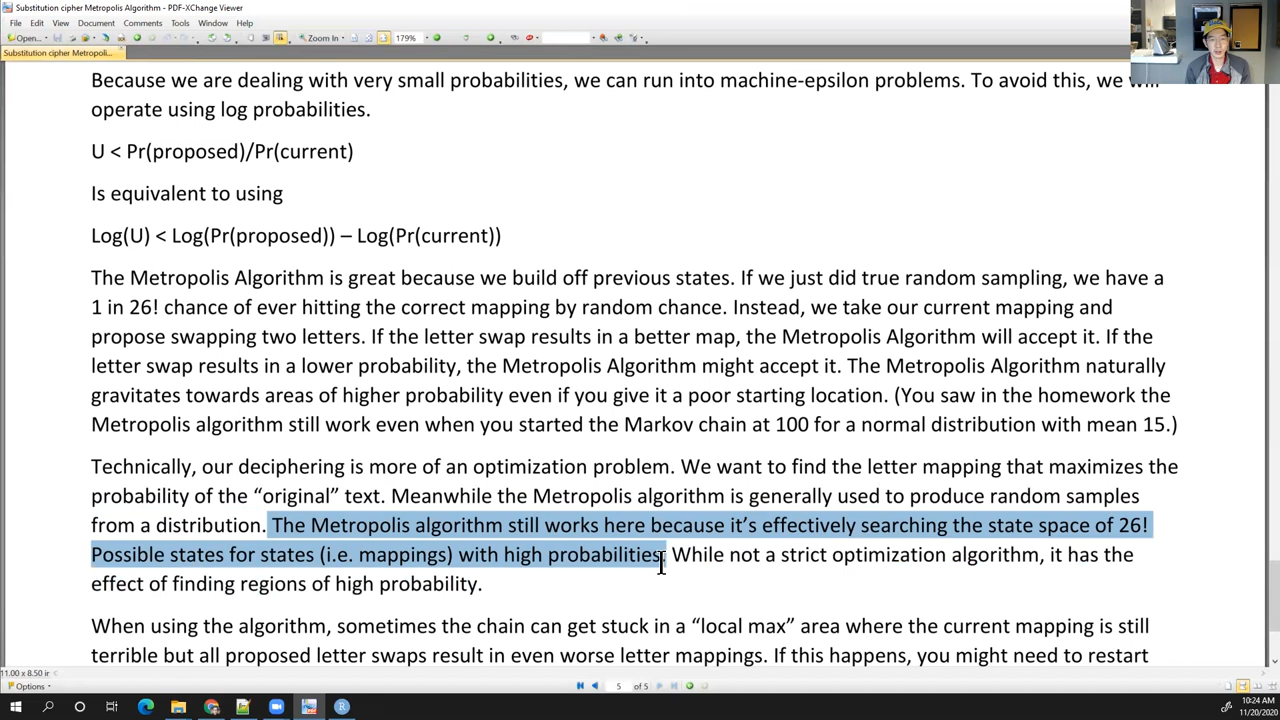 Substitution cipher Metropolis Algorithm - PDF-XChange Viewer
File Edit View Document Comments Tools Window Help
Open... Zoom In 179%
Substitution cipher Metropoli...
Because we are dealing with very small probabilities, we can run into machine-epsilon problems. To avoid this, we will
operate using log probabilities.
U < Pr(proposed)/Pr(current)
Is equivalent to using
Log(U) < Log(Pr(proposed)) – Log(Pr(current))
The Metropolis Algorithm is great because we build off previous states. If we just did true random sampling, we have a
1 in 26! chance of ever hitting the correct mapping by random chance. Instead, we take our current mapping and
propose swapping two letters. If the letter swap results in a better map, the Metropolis Algorithm will accept it. If the
letter swap results in a lower probability, the Metropolis Algorithm might accept it. The Metropolis Algorithm naturally
gravitates towards areas of higher probability even if you give it a poor starting location. (You saw in the homework the
Metropolis algorithm still work even when you started the Markov chain at 100 for a normal distribution with mean 15.)
Technically, our deciphering is more of an optimization problem. We want to find the letter mapping that maximizes the
probability of the “original” text. Meanwhile the Metropolis algorithm is generally used to produce random samples
from a distribution. The Metropolis algorithm still works here because it’s effectively searching the state space of 26!
Possible states for states (i.e. mappings) with high probabilities. While not a strict optimization algorithm, it has the
effect of finding regions of high probability.
When using the algorithm, sometimes the chain can get stuck in a “local max” area where the current mapping is still
terrible but all proposed letter swaps result in even worse letter mappings. If this happens, you might need to restart
11.00 x 8.50 in
Options 5 of 5
10:24 AM
11/20/2020